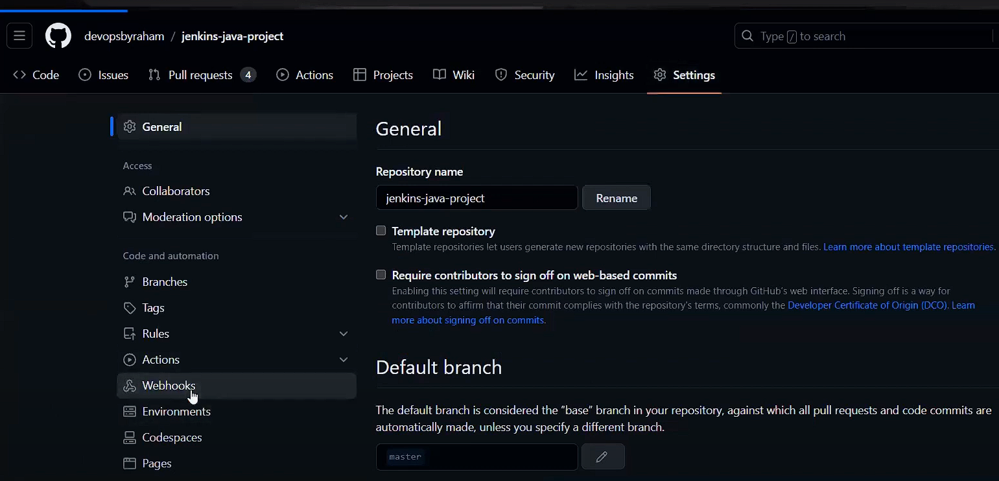 devopsbyraham / jenkins-java-project
Type / to search
Code Issues Pull requests 4 Actions Projects Wiki Security Insights Settings
General
Access
Collaborators
Moderation options
Code and automation
Branches
Tags
Rules
Actions
Webhooks
Environments
Codespaces
Pages
General
Repository name
jenkins-java-project Rename
Template repository
Template repositories let users generate new repositories with the same directory structure and files. Learn more about template repositories.
Require contributors to sign off on web-based commits
Enabling this setting will require contributors to sign off on commits made through GitHub's web interface. Signing off is a way for
contributors to affirm that their commit complies with the repository's terms, commonly the Developer Certificate of Origin (DCO). Learn
more about signing off on commits.
Default branch
The default branch is considered the "base" branch in your repository, against which all pull requests and code commits are
automatically made, unless you specify a different branch.
master